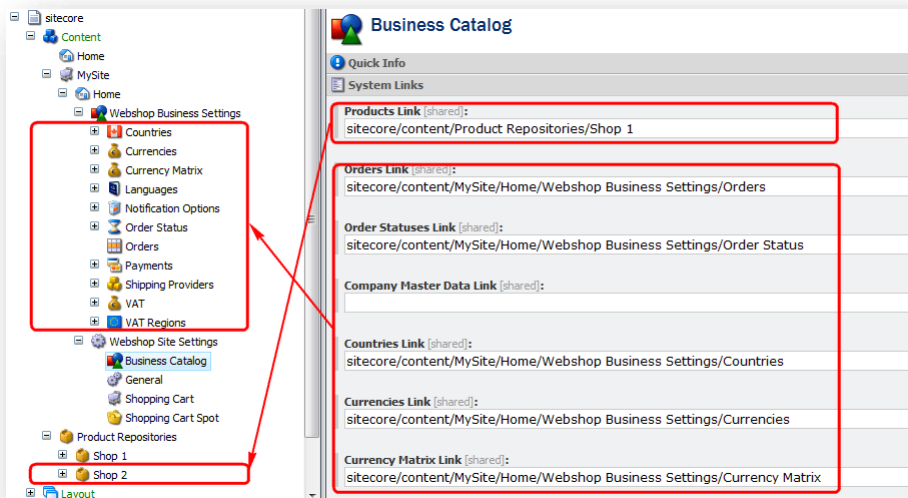 sitecore
Content
Home
MySite
Home
Webshop Business Settings
Countries
Currencies
Currency Matrix
Languages
Notification Options
Order Status
Orders
Payments
Shipping Providers
VAT
VAT Regions
Webshop Site Settings
Business Catalog
General
Shopping Cart
Shopping Cart Spot
Product Repositories
Shop 1
Shop 2
Layout
Business Catalog
Quick Info
System Links
Products Link [shared]:
sitecore/content/Product Repositories/Shop 1
Orders Link [shared]:
sitecore/content/MySite/Home/Webshop Business Settings/Orders
Order Statuses Link [shared]:
sitecore/content/MySite/Home/Webshop Business Settings/Order Status
Company Master Data Link [shared]:
Countries Link [shared]:
sitecore/content/MySite/Home/Webshop Business Settings/Countries
Currencies Link [shared]:
sitecore/content/MySite/Home/Webshop Business Settings/Currencies
Currency Matrix Link [shared]:
sitecore/content/MySite/Home/Webshop Business Settings/Currency Matrix